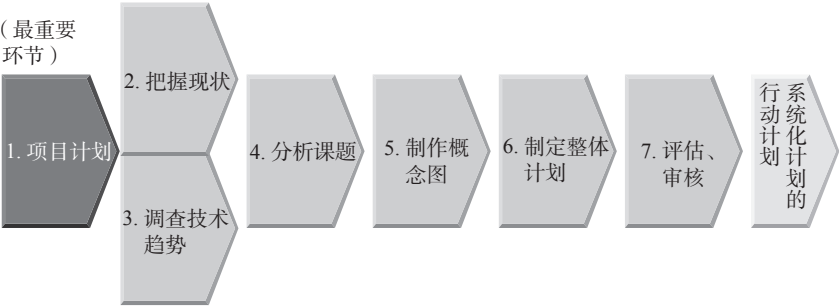 （最重要
环节）
1. 项目计划
2. 把握现状
3. 调查技术
趋势
4. 分析课题
5. 制作概
念图
6. 制定整体
计划
7. 评估、
审核
系统化计划的
行动计划